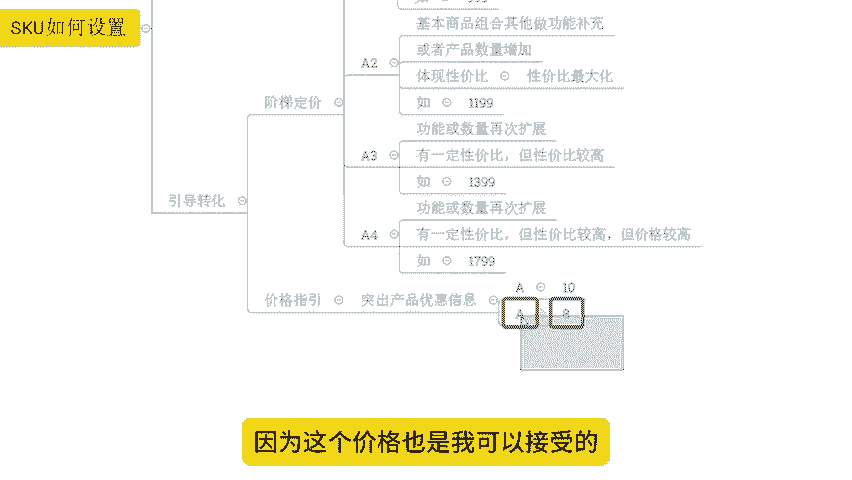 SKU如何设置
基本商品组合其他做功能补充
或者产品数量增加
A2
体现性价比
性价比最大化
阶梯定价
如
1199
功能或数量再次扩展
A3
有一定性价比，但性价比较高
如
1399
引导转化
功能或数量再次扩展
A4
有一定性价比，但性价比较高，但价格较高
如
1799
A
10
价格指引
突出产品优惠信息
A
8
因为这个价格也是我可以接受的